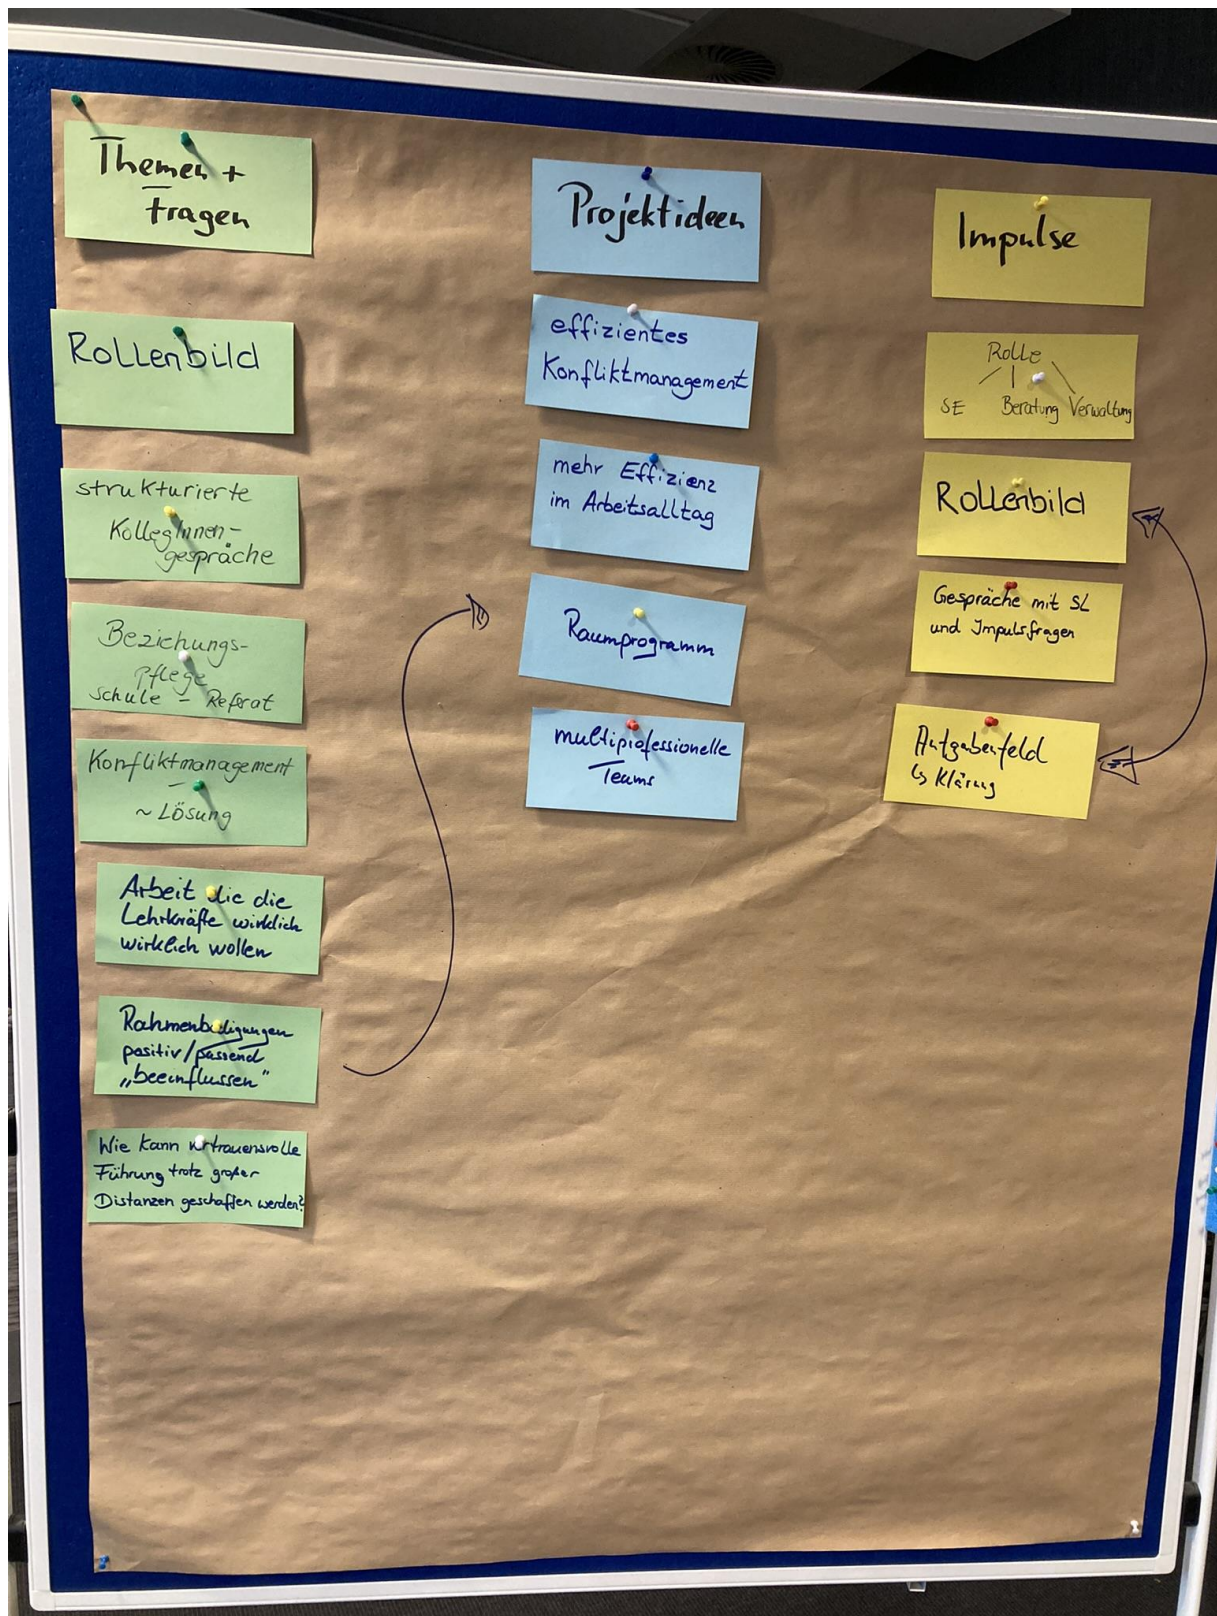 Themen +
Fragen
Rollenbild
strukturierte
KollegInnen-
gespräche
Beziehungs-
pflege
Schule - Referat
Konfliktmanagement
-
~ Lösung
Arbeit die die
Lehrkräfte wirklich
wirklich wollen
Rahmenbedigungen
positiv/passend
„beeinflussen“
Wie kann vertrauensvolle
Führung trotz großer
Distanzen geschaffen werden?
Projektideen
effizientes
Konfliktmanagement
mehr Effizienz
im Arbeitsalltag
Raumprogramm
multiprofessionelle
Teams
Impulse
Rolle
SE Beratung Verwaltung
Rollenbild
Gespräche mit SL
und Impulsfragen
Aufgabenfeld
↳ Klärung